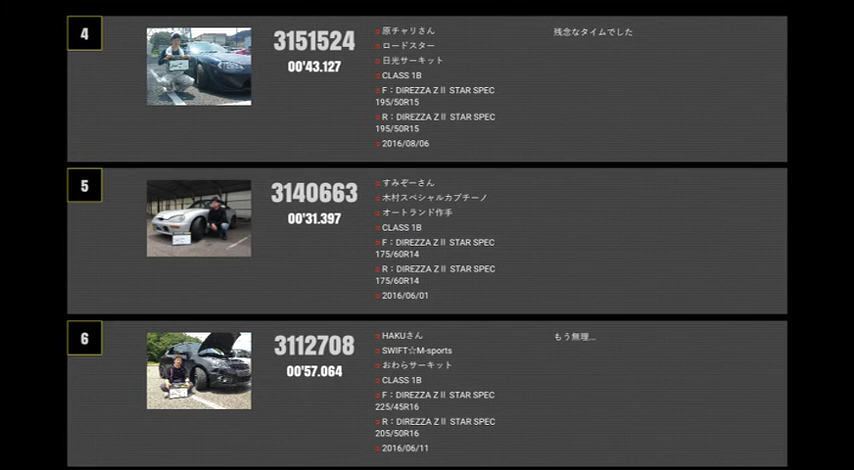 4
3151524
00'43.127
原チャリさん
ロードスター
日光サーキット
CLASS 1B
F：DIREZZA ZⅡ STAR SPEC
195/50R15
R：DIREZZA ZⅡ STAR SPEC
195/50R15
2016/08/06
残念なタイムでした
5
3140663
00'31.397
すみぞーさん
木村スペシャルカプチーノ
オートランド作手
CLASS 1B
F：DIREZZA ZⅡ STAR SPEC
175/60R14
R：DIREZZA ZⅡ STAR SPEC
175/60R14
2016/06/01
6
3112708
00'57.064
HAKUさん
SWIFT☆M-sports
おわらサーキット
CLASS 1B
F：DIREZZA ZⅡ STAR SPEC
225/45R16
R：DIREZZA ZⅡ STAR SPEC
205/50R16
2016/06/11
もう無理...